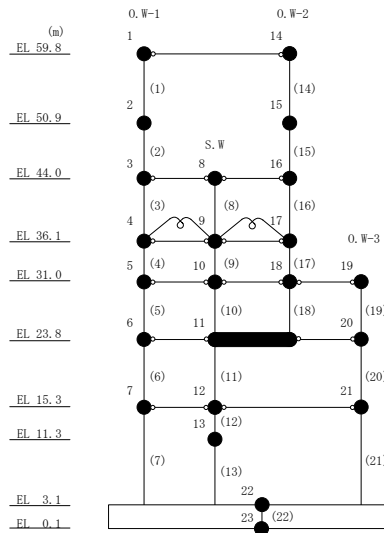 O.W-1 O.W-2
(m)
EL 59.8 1 14
(1) (14)
EL 50.9 2 15
(2) S.W (15)
EL 44.0 3 8 16
(3) (8) (16)
EL 36.1 4 9 17
O.W-3
(4) (9) (17)
EL 31.0 5 10 18 19
(5) (10) (18) (19)
EL 23.8 6 11 20
(6) (11) (20)
EL 15.3 7 12 21
(12)
EL 11.3 13
(7) (13) (21)
EL 3.1 22
23 (22)
EL 0.1